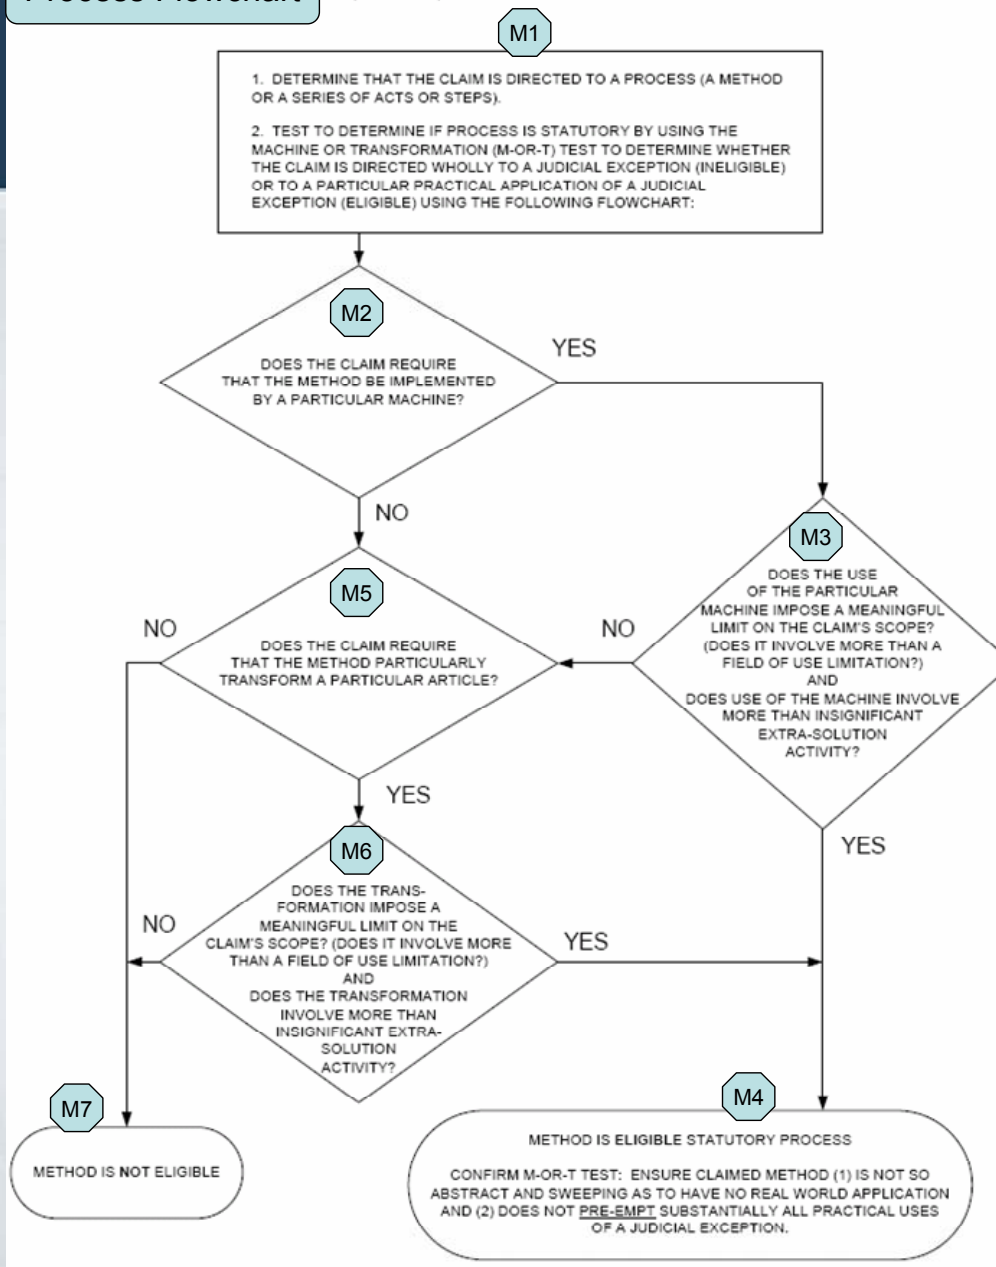 Process Flowchart
M1
1. DETERMINE THAT THE CLAIM IS DIRECTED TO A PROCESS (A METHOD
OR A SERIES OF ACTS OR STEPS).
2. TEST TO DETERMINE IF PROCESS IS STATUTORY BY USING THE
MACHINE OR TRANSFORMATION (M-OR-T) TEST TO DETERMINE WHETHER
THE CLAIM IS DIRECTED WHOLLY TO A JUDICIAL EXCEPTION (INELIGIBLE)
OR TO A PARTICULAR PRACTICAL APPLICATION OF A JUDICIAL
EXCEPTION (ELIGIBLE) USING THE FOLLOWING FLOWCHART:
M2
DOES THE CLAIM REQUIRE
THAT THE METHOD BE IMPLEMENTED
BY A PARTICULAR MACHINE?
YES
NO
M3
DOES THE USE
OF THE PARTICULAR
MACHINE IMPOSE A MEANINGFUL
LIMIT ON THE CLAIM'S SCOPE?
(DOES IT INVOLVE MORE THAN A
FIELD OF USE LIMITATION?)
AND
DOES USE OF THE MACHINE INVOLVE
MORE THAN INSIGNIFICANT
EXTRA-SOLUTION
ACTIVITY?
NO
YES
M5
DOES THE CLAIM REQUIRE
THAT THE METHOD PARTICULARLY
TRANSFORM A PARTICULAR ARTICLE?
NO
YES
M6
DOES THE TRANS-
FORMATION IMPOSE A
MEANINGFUL LIMIT ON THE
CLAIM'S SCOPE? (DOES IT INVOLVE MORE
THAN A FIELD OF USE LIMITATION?)
AND
DOES THE TRANSFORMATION
INVOLVE MORE THAN
INSIGNIFICANT EXTRA-
SOLUTION
ACTIVITY?
NO
YES
M7
METHOD IS NOT ELIGIBLE
M4
METHOD IS ELIGIBLE STATUTORY PROCESS
CONFIRM M-OR-T TEST: ENSURE CLAIMED METHOD (1) IS NOT SO
ABSTRACT AND SWEEPING AS TO HAVE NO REAL WORLD APPLICATION
AND (2) DOES NOT PRE-EMPT SUBSTANTIALLY ALL PRACTICAL USES
OF A JUDICIAL EXCEPTION.